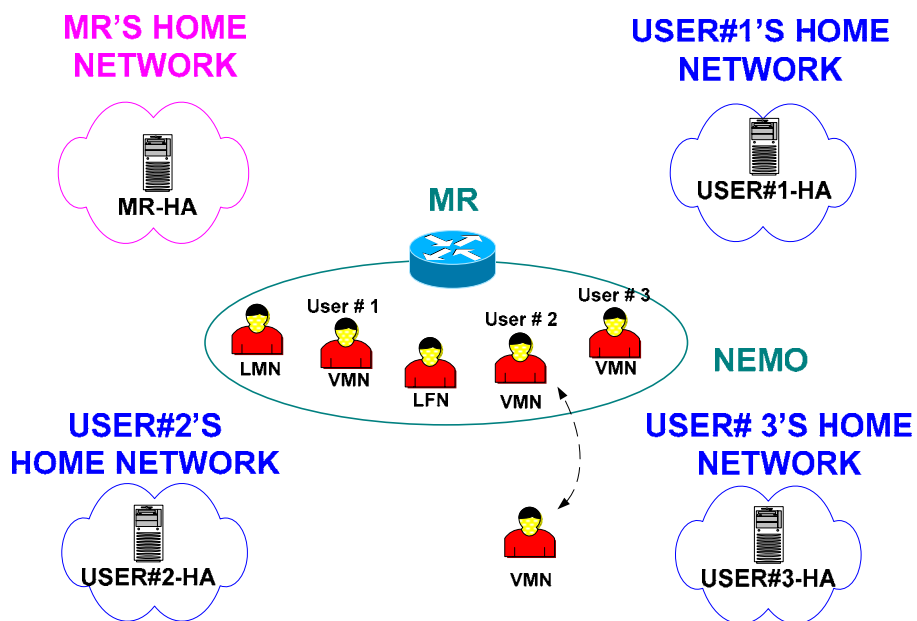 MR'S HOME
NETWORK
MR-HA
USER#1'S HOME
NETWORK
USER#1-HA
MR
User # 1
User # 2
User # 3
LMN
VMN
LFN
VMN
VMN
NEMO
USER#2'S
HOME NETWORK
USER#2-HA
VMN
USER# 3'S HOME
NETWORK
USER#3-HA